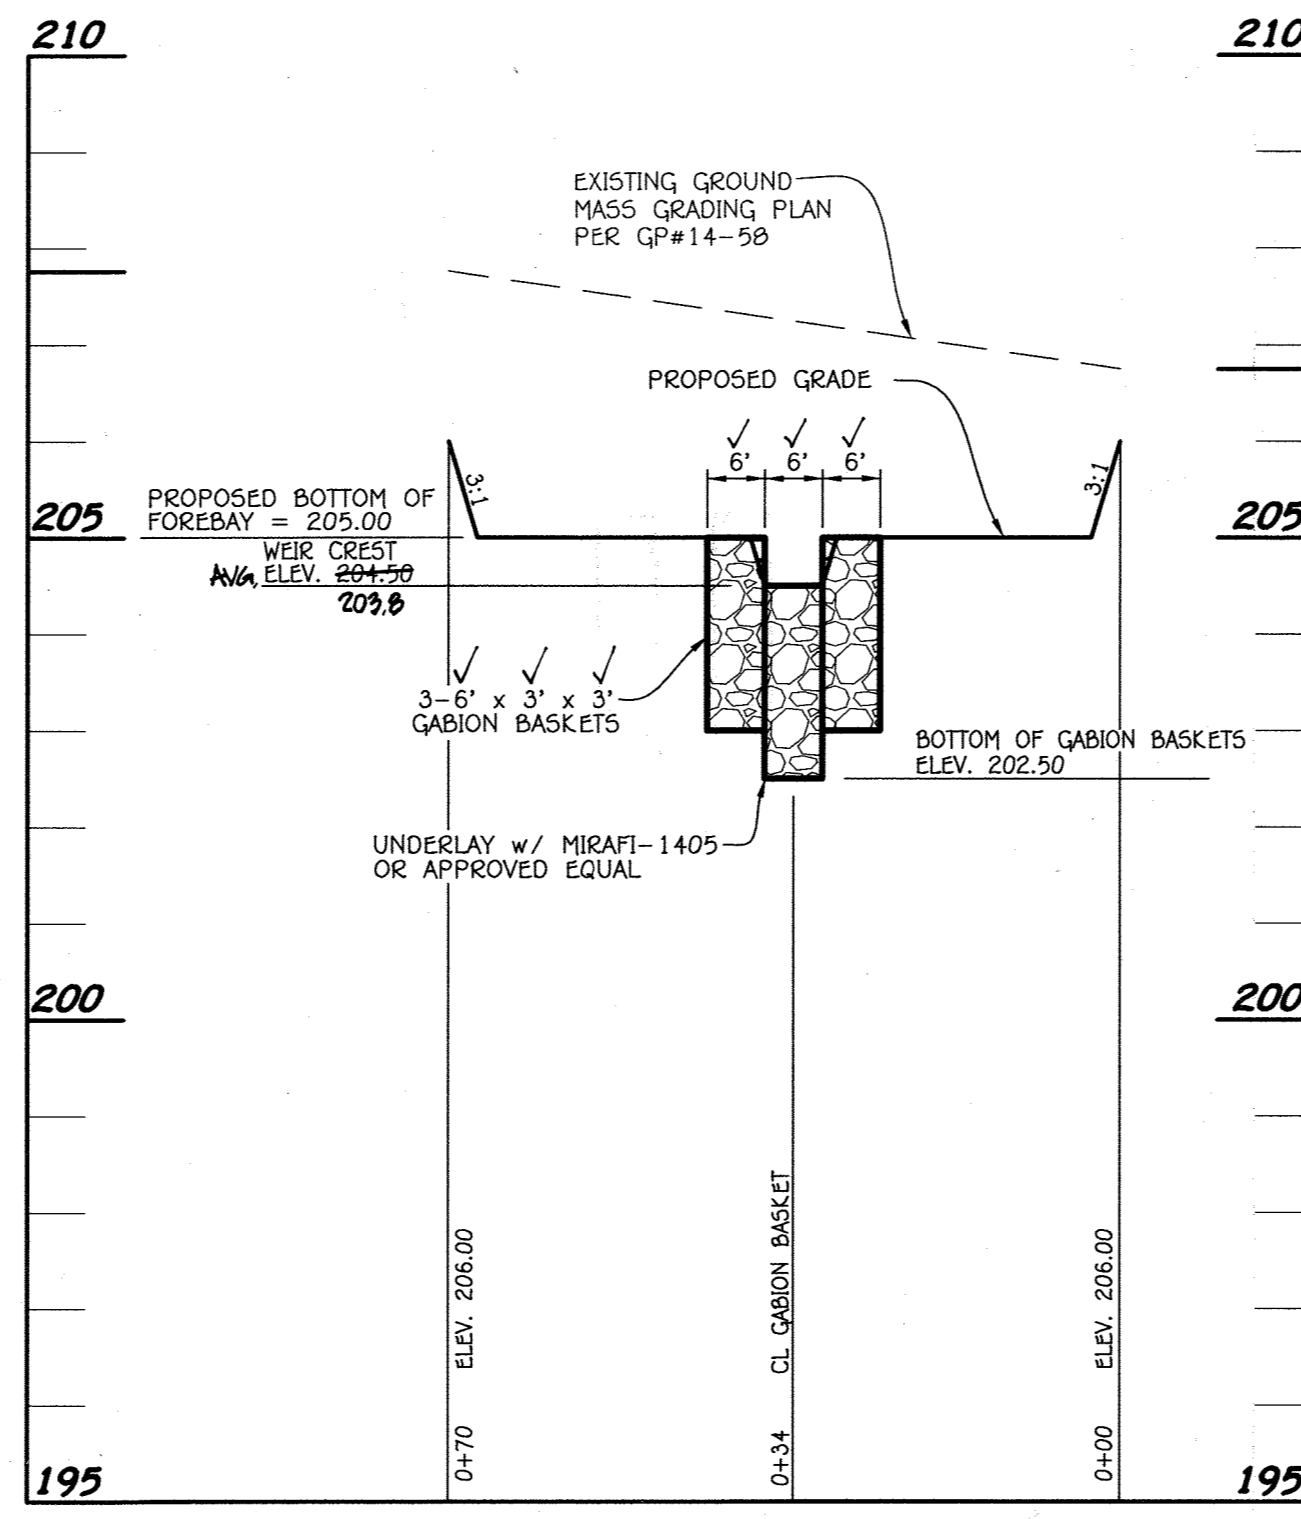 210
210
EXISTING GROUND
MASS GRADING PLAN
PER GP#14-58
PROPOSED GRADE
6'
6'
6'
3:1
3:1
PROPOSED BOTTOM OF
FOREBAY = 205.00
205
205
WEIR CREST
AVG. ELEV. 204.50
203.8
3-6' x 3' x 3'
GABION BASKETS
BOTTOM OF GABION BASKETS
ELEV. 202.50
UNDERLAY w/ MIRAFI-1405
OR APPROVED EQUAL
200
200
0+70 ELEV. 206.00
0+34 CL GABION BASKET
0+00 ELEV. 206.00
195
195